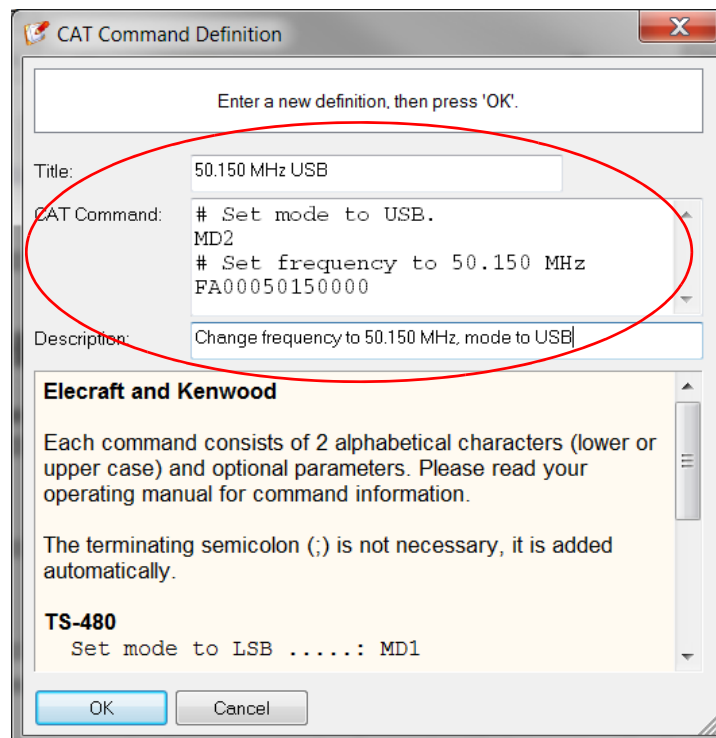 CAT Command Definition
Enter a new definition, then press 'OK'.
Title: 50.150 MHz USB
CAT Command: # Set mode to USB.
MD2
# Set frequency to 50.150 MHz
FA00050150000
Description: Change frequency to 50.150 MHz, mode to USB
Elecraft and Kenwood
Each command consists of 2 alphabetical characters (lower or
upper case) and optional parameters. Please read your
operating manual for command information.
The terminating semicolon (;) is not necessary, it is added
automatically.
TS-480
Set mode to LSB .....: MD1
OK Cancel